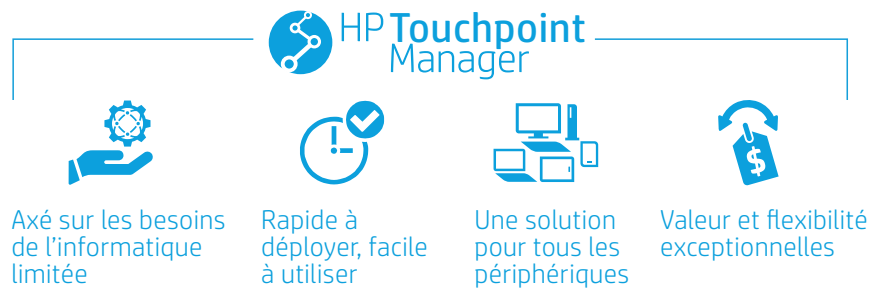 HP Touchpoint
Manager
Axé sur les besoins
de l'informatique
limitée
Rapide à
déployer, facile
à utiliser
Une solution
pour tous les
périphériques
$
Valeur et flexibilité
exceptionnelles